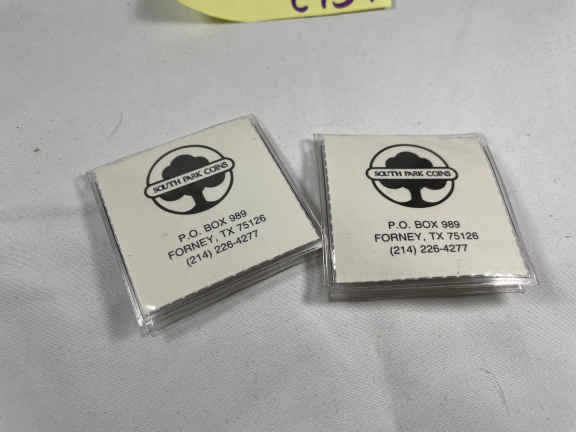 SOUTH PARK COINS
P.O. BOX 989
FORNEY, TX 75126
(214) 226-4277
SOUTH PARK COINS
P.O. BOX 989
FORNEY, TX 75126
(214) 226-4277